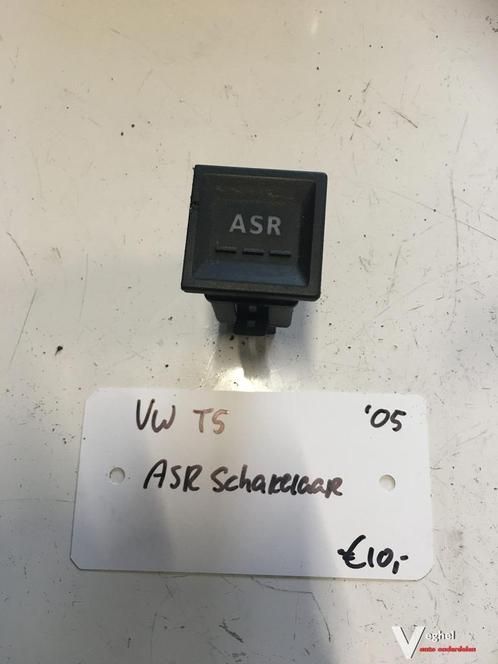 ASR
VW T5 '05
ASR Schakelaar
€10,-
Veghel
auto onderdelen